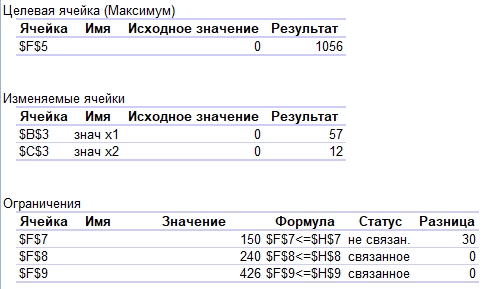 Целевая ячейка (Максимум)
Ячейка Имя Исходное значение Результат
$F$5 0 1056
Изменяемые ячейки
Ячейка Имя Исходное значение Результат
$B$3 знач x1 0 57
$C$3 знач x2 0 12
Ограничения
Ячейка Имя Значение Формула Статус Разница
$F$7 150 $F$7<=$H$7 не связан. 30
$F$8 240 $F$8<=$H$8 связанное 0
$F$9 426 $F$9<=$H$9 связанное 0